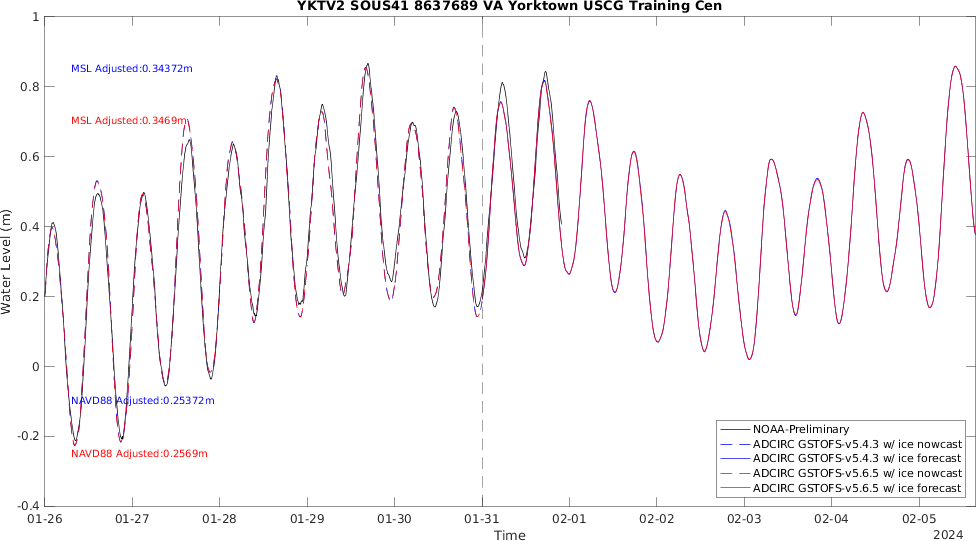 YKTV2 SOUS41 8637689 VA Yorktown USCG Training Cen
1
0.8
0.6
0.4
0.2
0
-0.2
-0.4
Water Level (m)
MSL Adjusted:0.34372m
MSL Adjusted:0.3469m
NAVD88 Adjusted:0.25372m
NAVD88 Adjusted:0.2569m
NOAA-Preliminary
ADCIRC GSTOFS-v5.4.3 w/ ice nowcast
ADCIRC GSTOFS-v5.4.3 w/ ice forecast
ADCIRC GSTOFS-v5.6.5 w/ ice nowcast
ADCIRC GSTOFS-v5.6.5 w/ ice forecast
01-26 01-27 01-28 01-29 01-30 01-31 02-01 02-02 02-03 02-04 02-05
Time
2024